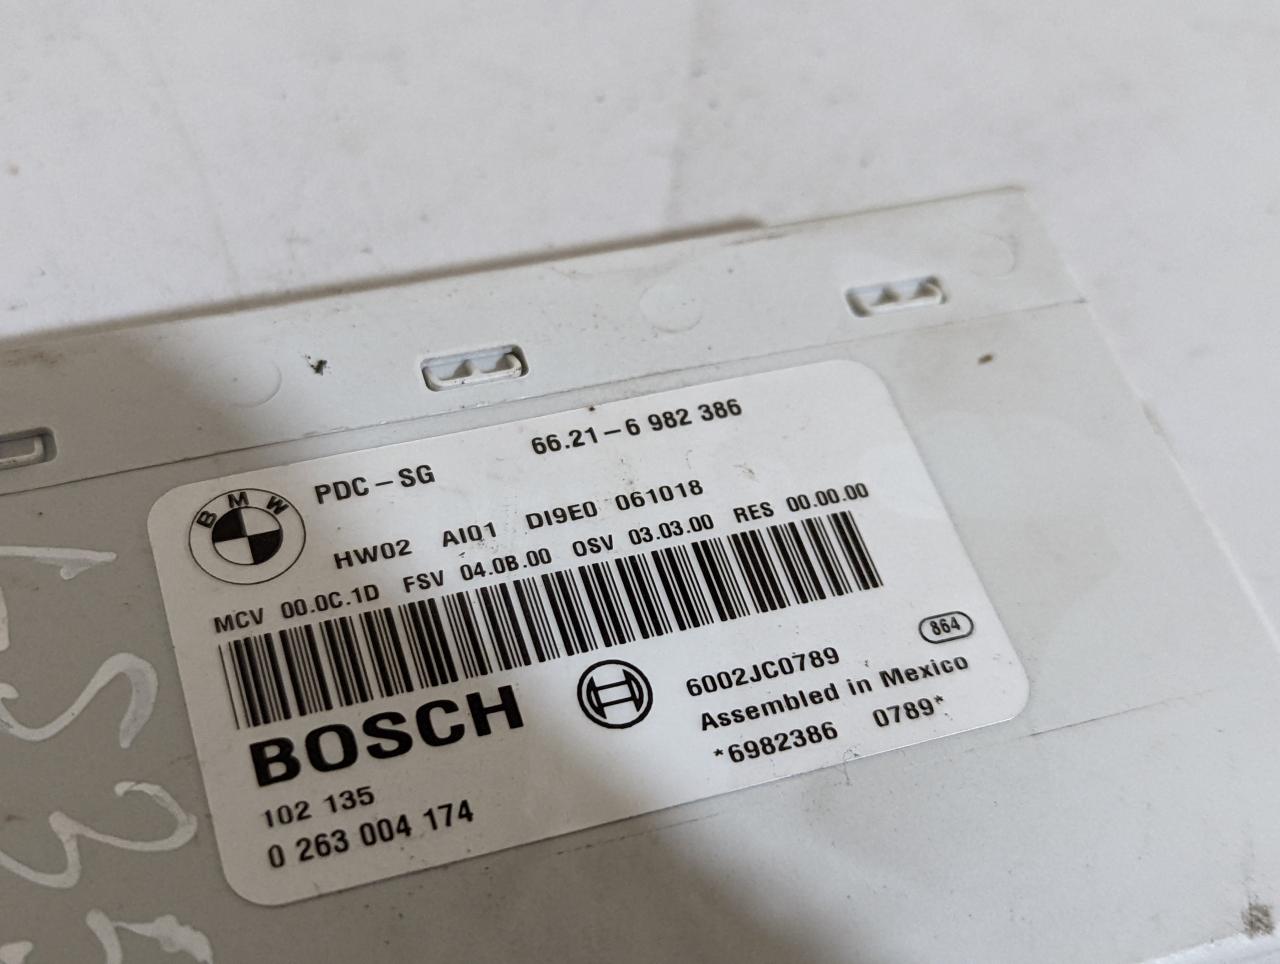 PDC-SG 66.21-6 982 386
BMW
HW02 AI01 DI9E0 061018
MCV 00.0C.1D FSV 04.0B.00 OSV 03.03.00 RES 00.00.00
864
BOSCH 6002JC0789
Assembled in Mexico
102 135 *6982386 0789*
0 263 004 174